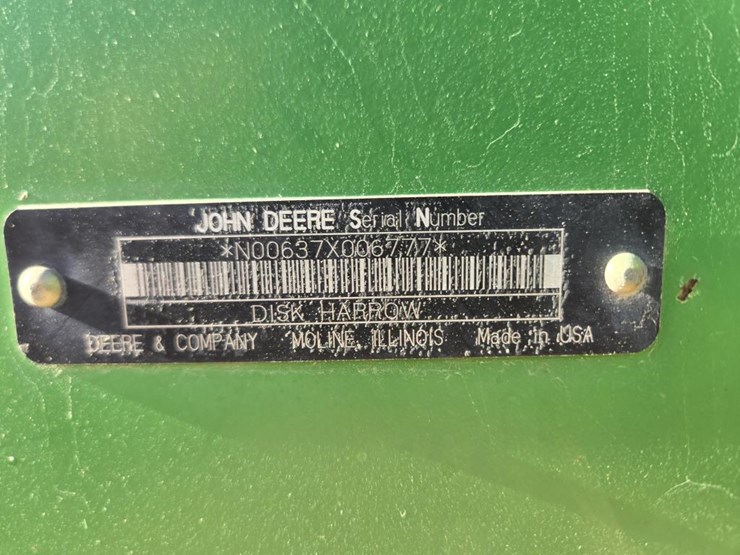 JOHN DEERE Serial Number
*N00637X006777*
DISK HARROW
DEERE & COMPANY MOLINE, ILLINOIS Made in USA